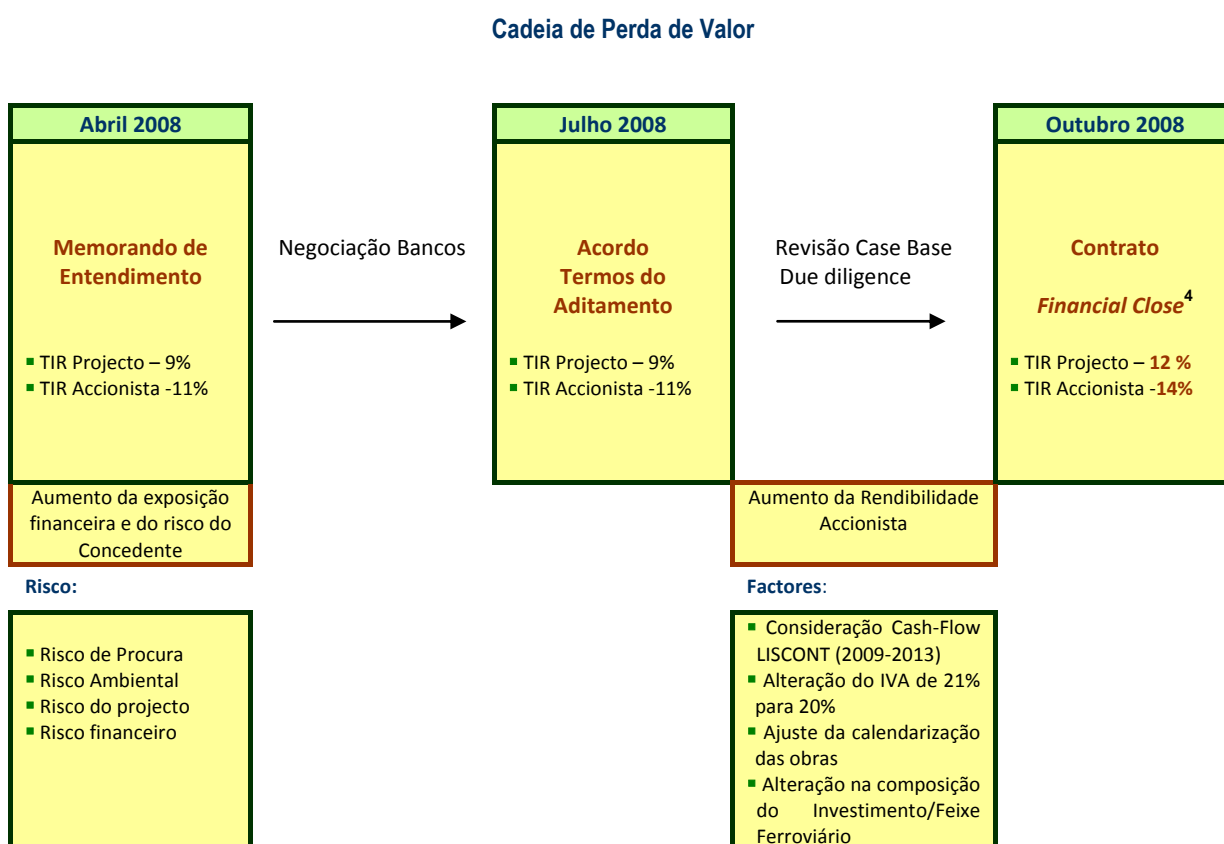 Cadeia de Perda de Valor
Abril 2008
Memorando de
Entendimento
▪ TIR Projecto – 9%
▪ TIR Accionista -11%
Aumento da exposição
financeira e do risco do
Concedente
Risco:
▪ Risco de Procura
▪ Risco Ambiental
▪ Risco do projecto
▪ Risco financeiro
Negociação Bancos
Julho 2008
Acordo
Termos do
Aditamento
▪ TIR Projecto – 9%
▪ TIR Accionista -11%
Revisão Case Base
Due diligence
Aumento da Rendibilidade
Accionista
Factores:
▪ Consideração Cash-Flow
LISCONT (2009-2013)
▪ Alteração do IVA de 21%
para 20%
▪ Ajuste da calendarização
das obras
▪ Alteração na composição
do Investimento/Feixe
Ferroviário
Outubro 2008
Contrato
Financial Close4
▪ TIR Projecto – 12 %
▪ TIR Accionista -14%